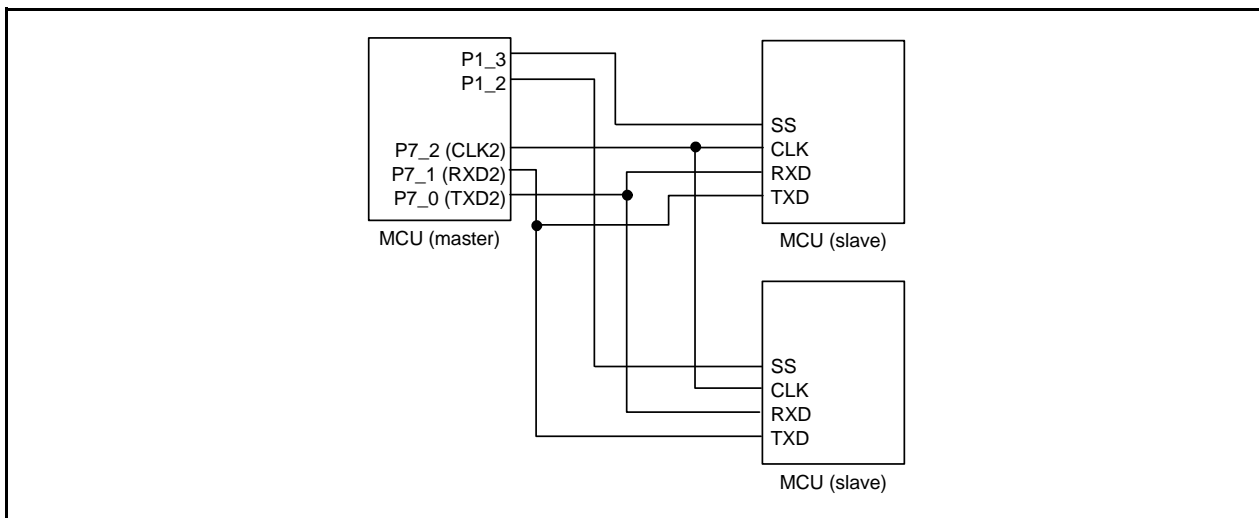 P1_3
P1_2
P7_2 (CLK2)
P7_1 (RXD2)
P7_0 (TXD2)
MCU (master)
SS
CLK
RXD
TXD
MCU (slave)
SS
CLK
RXD
TXD
MCU (slave)